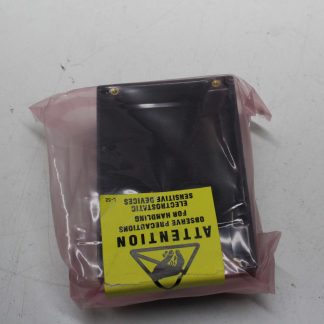 ATTENTION
OBSERVE PRECAUTIONS
FOR HANDLING
ELECTROSTATIC
SENSITIVE DEVICES